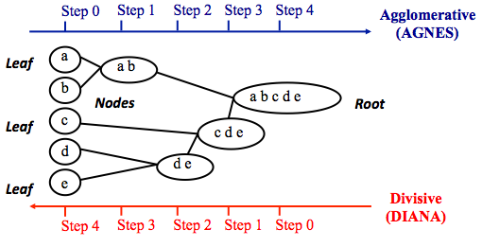 Step 0 Step 1 Step 2 Step 3 Step 4
Agglomerative
(AGNES)
Leaf
a
a b
b
Nodes
a b c d e
Root
Leaf
c
c d e
d
d e
Leaf
e
Divisive
(DIANA)
Step 4 Step 3 Step 2 Step 1 Step 0